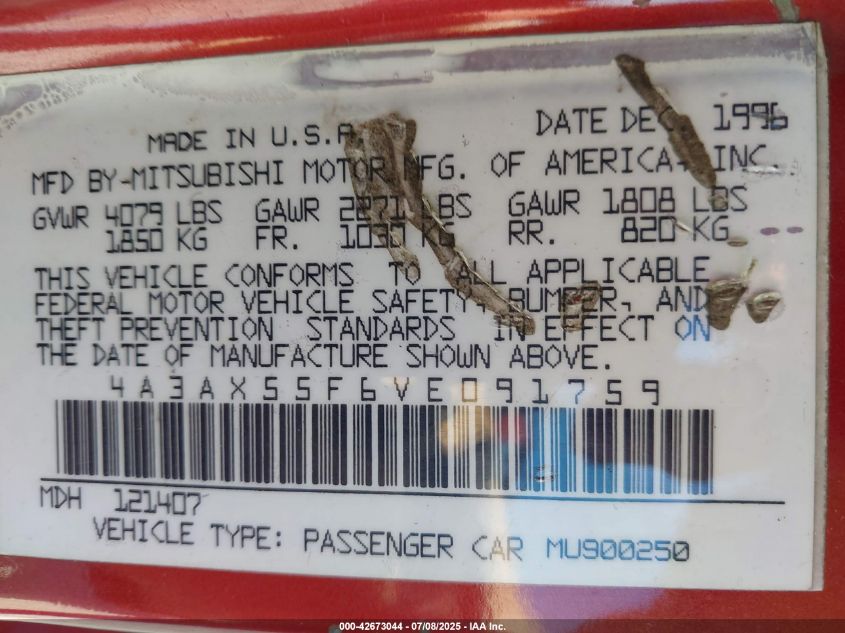 MADE IN U.S.A. DATE DEC. 1996
MFD BY-MITSUBISHI MOTOR MFG. OF AMERICA, INC.
GVWR 4079 LBS GAWR 2271 LBS GAWR 1808 LBS
1850 KG FR. 1030 KG RR. 820 KG
THIS VEHICLE CONFORMS TO ALL APPLICABLE
FEDERAL MOTOR VEHICLE SAFETY, BUMPER, AND
THEFT PREVENTION STANDARDS IN EFFECT ON
THE DATE OF MANUFACTURE SHOWN ABOVE.
4A3AX55F6VE091759
MDH 121407
VEHICLE TYPE: PASSENGER CAR MU900250
000-42673044 / 07/08/2025 - IAA Inc.